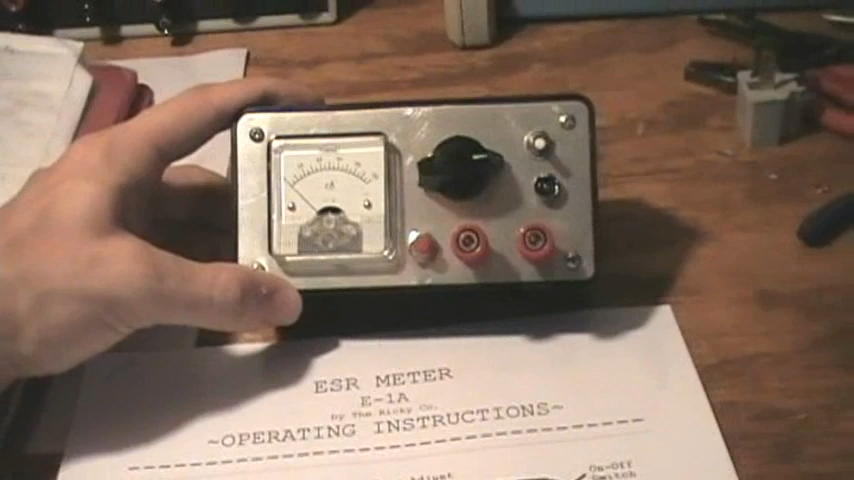 ESR METER
E-1A
by The Ricky Co.
~OPERATING INSTRUCTIONS~
On-Off
Switch